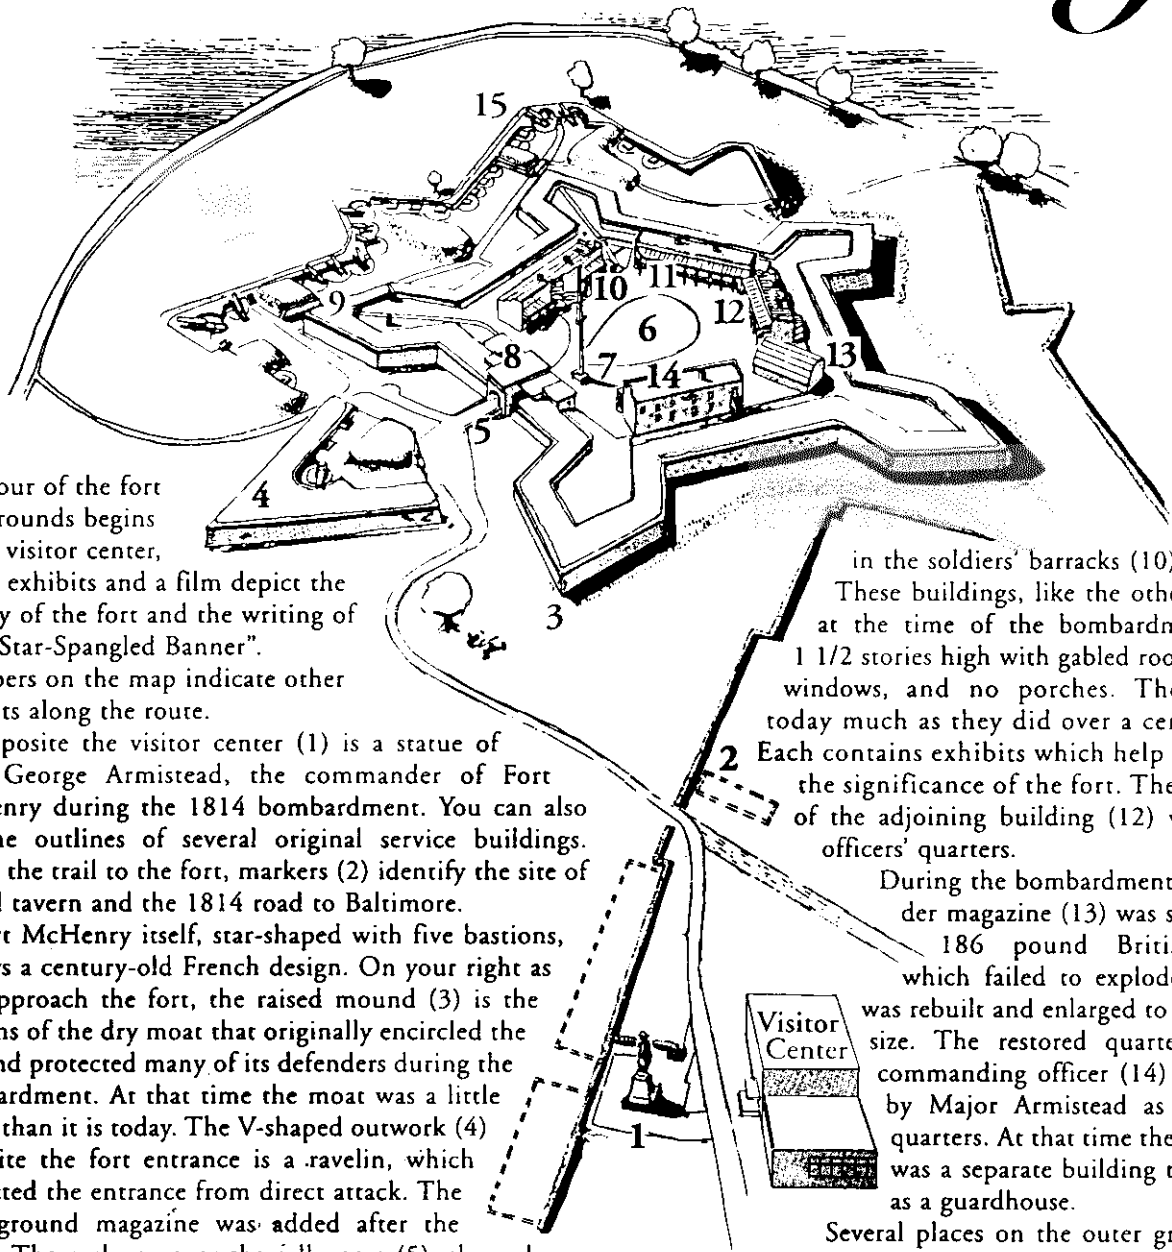 15
9
10
11
12
6
8
7
14
13
5
4
3
our of the fort
rounds begins
visitor center,
exhibits and a film depict the
y of the fort and the writing of
Star-Spangled Banner".
bers on the map indicate other
ts along the route.
posite the visitor center (1) is a statue of
George Armistead, the commander of Fort
enry during the 1814 bombardment. You can also
he outlines of several original service buildings.
the trail to the fort, markers (2) identify the site of
l tavern and the 1814 road to Baltimore.
rt McHenry itself, star-shaped with five bastions,
s a century-old French design. On your right as
pproach the fort, the raised mound (3) is the
ns of the dry moat that originally encircled the
nd protected many of its defenders during the
ardment. At that time the moat was a little
than it is today. The V-shaped outwork (4)
ite the fort entrance is a ravelin, which
cted the entrance from direct attack. The
ground magazine was added after the
in the soldiers' barracks (10)
These buildings, like the othe
at the time of the bombardm
1 1/2 stories high with gabled roo
windows, and no porches. The
today much as they did over a cen
Each contains exhibits which help
the significance of the fort. The
of the adjoining building (12)
officers' quarters.
During the bombardment
der magazine (13) was s
186 pound Briti
which failed to explode
was rebuilt and enlarged to
size. The restored quarte
commanding officer (14)
by Major Armistead as
quarters. At that time the
was a separate building t
as a guardhouse.
Several places on the outer gr
2
Visitor
Center
1